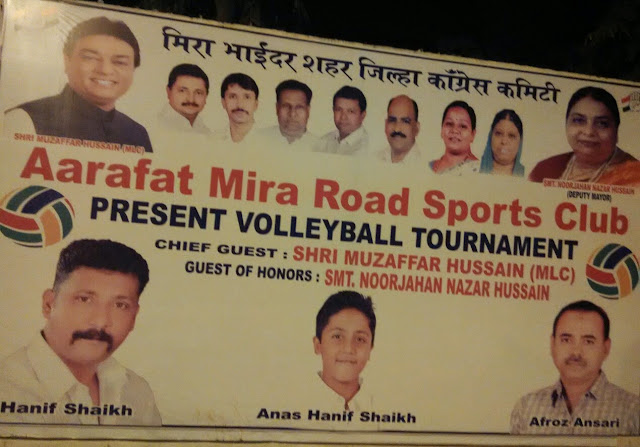 मिरा भाईदर शहर जिल्हा काँग्रेस कमिटी
SHRI MUZAFFAR HUSSAIN (MLC)
SMT. NOORJAHAN NAZAR HUSSAIN
(DEPUTY MAYOR)
Aarafat Mira Road Sports Club
PRESENT VOLLEYBALL TOURNAMENT
CHIEF GUEST : SHRI MUZAFFAR HUSSAIN (MLC)
GUEST OF HONORS : SMT. NOORJAHAN NAZAR HUSSAIN
Hanif Shaikh
Anas Hanif Shaikh
Afroz Ansari